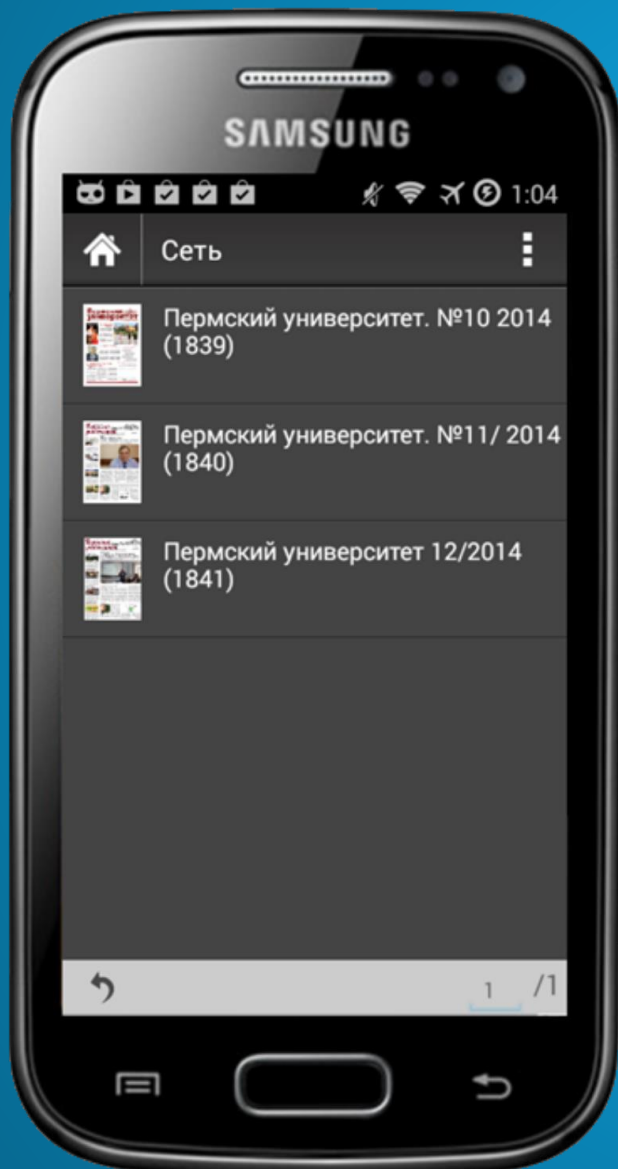 SAMSUNG
1:04
Сеть
Пермский университет. №10 2014
(1839)
Пермский университет. №11/ 2014
(1840)
Пермский университет 12/2014
(1841)
1 /1